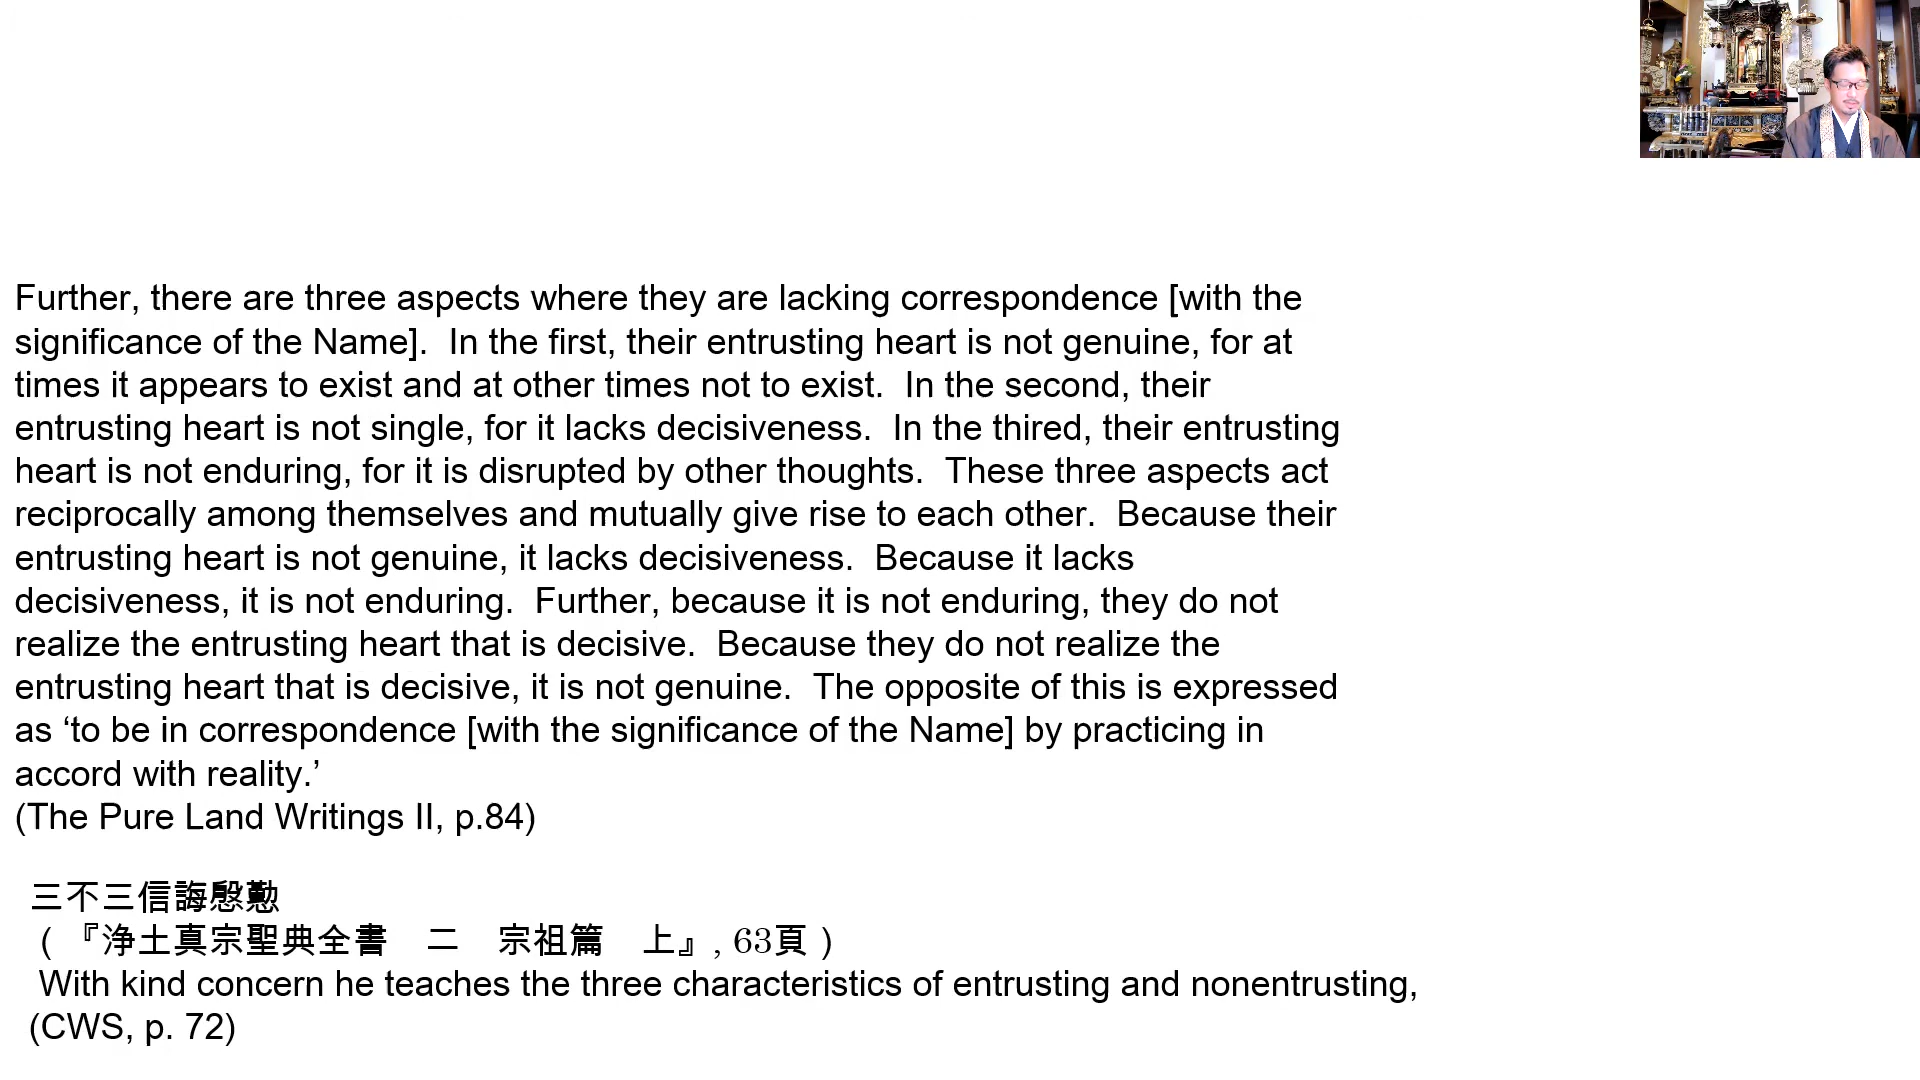 Further, there are three aspects where they are lacking correspondence [with the
significance of the Name].  In the first, their entrusting heart is not genuine, for at
times it appears to exist and at other times not to exist.  In the second, their
entrusting heart is not single, for it lacks decisiveness.  In the thired, their entrusting
heart is not enduring, for it is disrupted by other thoughts.  These three aspects act
reciprocally among themselves and mutually give rise to each other.  Because their
entrusting heart is not genuine, it lacks decisiveness.  Because it lacks
decisiveness, it is not enduring.  Further, because it is not enduring, they do not
realize the entrusting heart that is decisive.  Because they do not realize the
entrusting heart that is decisive, it is not genuine.  The opposite of this is expressed
as ‘to be in correspondence [with the significance of the Name] by practicing in
accord with reality.’
(The Pure Land Writings II, p.84)
三不三信誨慇懃
（『浄土真宗聖典全書　二　宗祖篇　上』, 63頁）
With kind concern he teaches the three characteristics of entrusting and nonentrusting,
(CWS, p. 72)